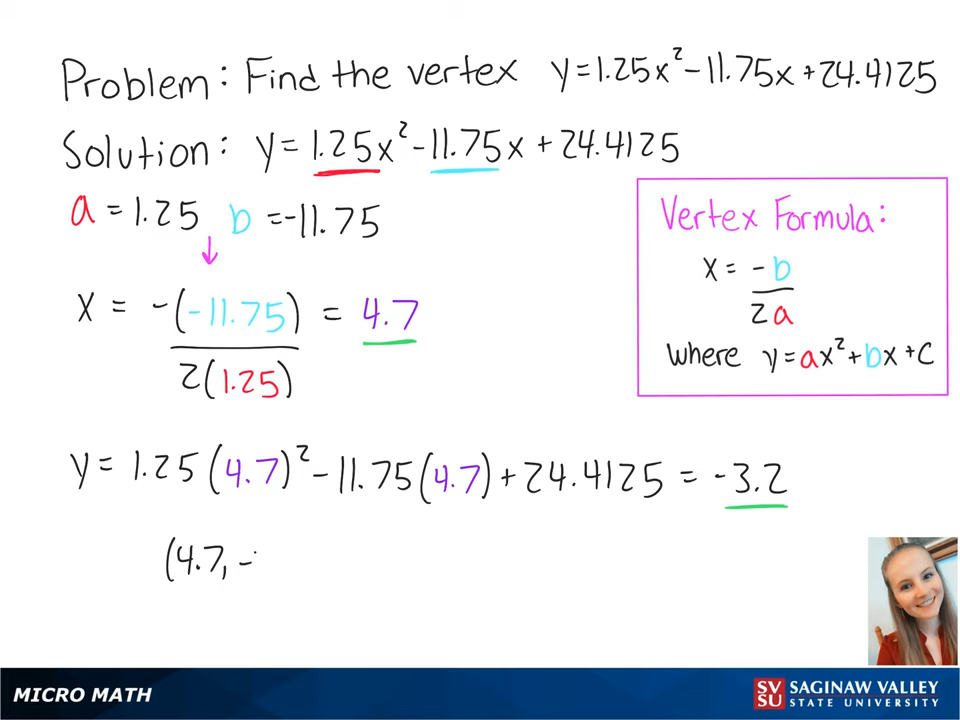 Problem: Find the vertex y=1.25x²-11.75x+24.4125
Solution: y=1.25x²-11.75x+24.4125
a=1.25 b=-11.75
↓
x = -(-11.75)/2(1.25) = 4.7
Vertex Formula:
x = -b/2a
where y=ax²+bx+c
y=1.25(4.7)²-11.75(4.7)+24.4125=-3.2
(4.7, -
MICRO MATH
SVSU SAGINAW VALLEY
STATE UNIVERSITY